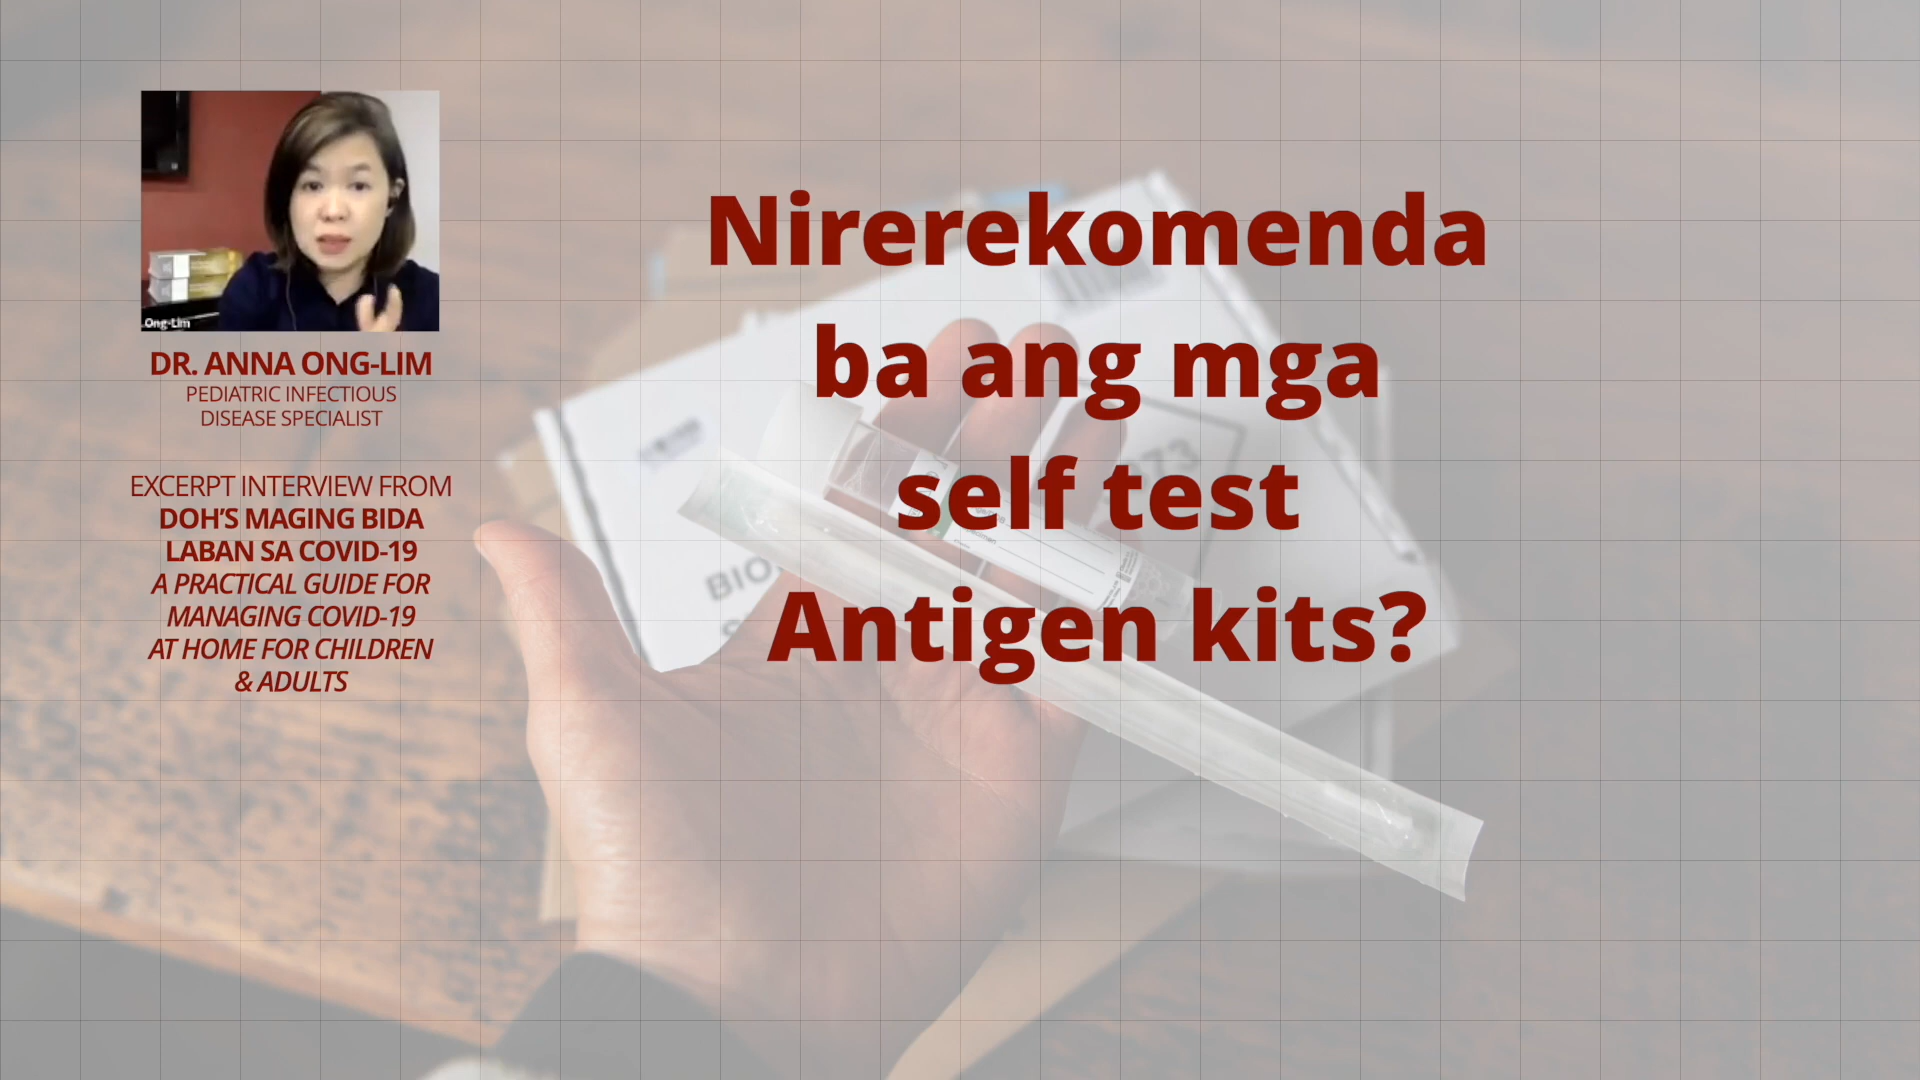 Ong-Lim
DR. ANNA ONG-LIM
PEDIATRIC INFECTIOUS
DISEASE SPECIALIST
EXCERPT INTERVIEW FROM
DOH’S MAGING BIDA
LABAN SA COVID-19
A PRACTICAL GUIDE FOR
MANAGING COVID-19
AT HOME FOR CHILDREN
& ADULTS
Nirerekomenda
ba ang mga
self test
Antigen kits?
BIO